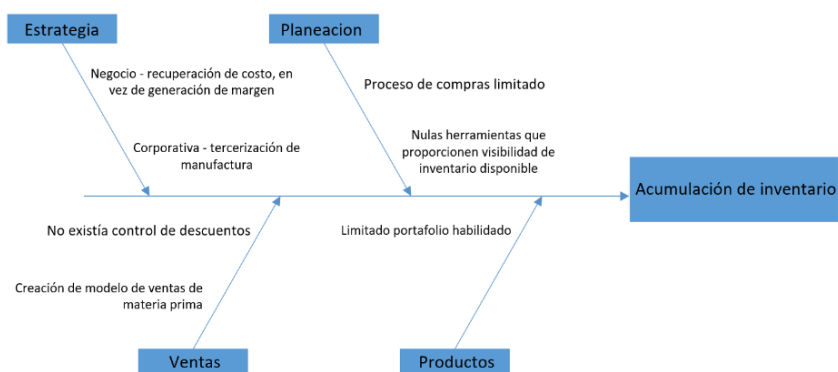 Estrategia
Planeacion
Negocio - recuperación de costo, en
vez de generación de margen
Proceso de compras limitado
Corporativa - tercerización de
manufactura
Nulas herramientas que
proporcionen visibilidad de
inventario disponible
Acumulación de inventario
No existía control de descuentos
Limitado portafolio habilidado
Creación de modelo de ventas de
materia prima
Ventas
Productos